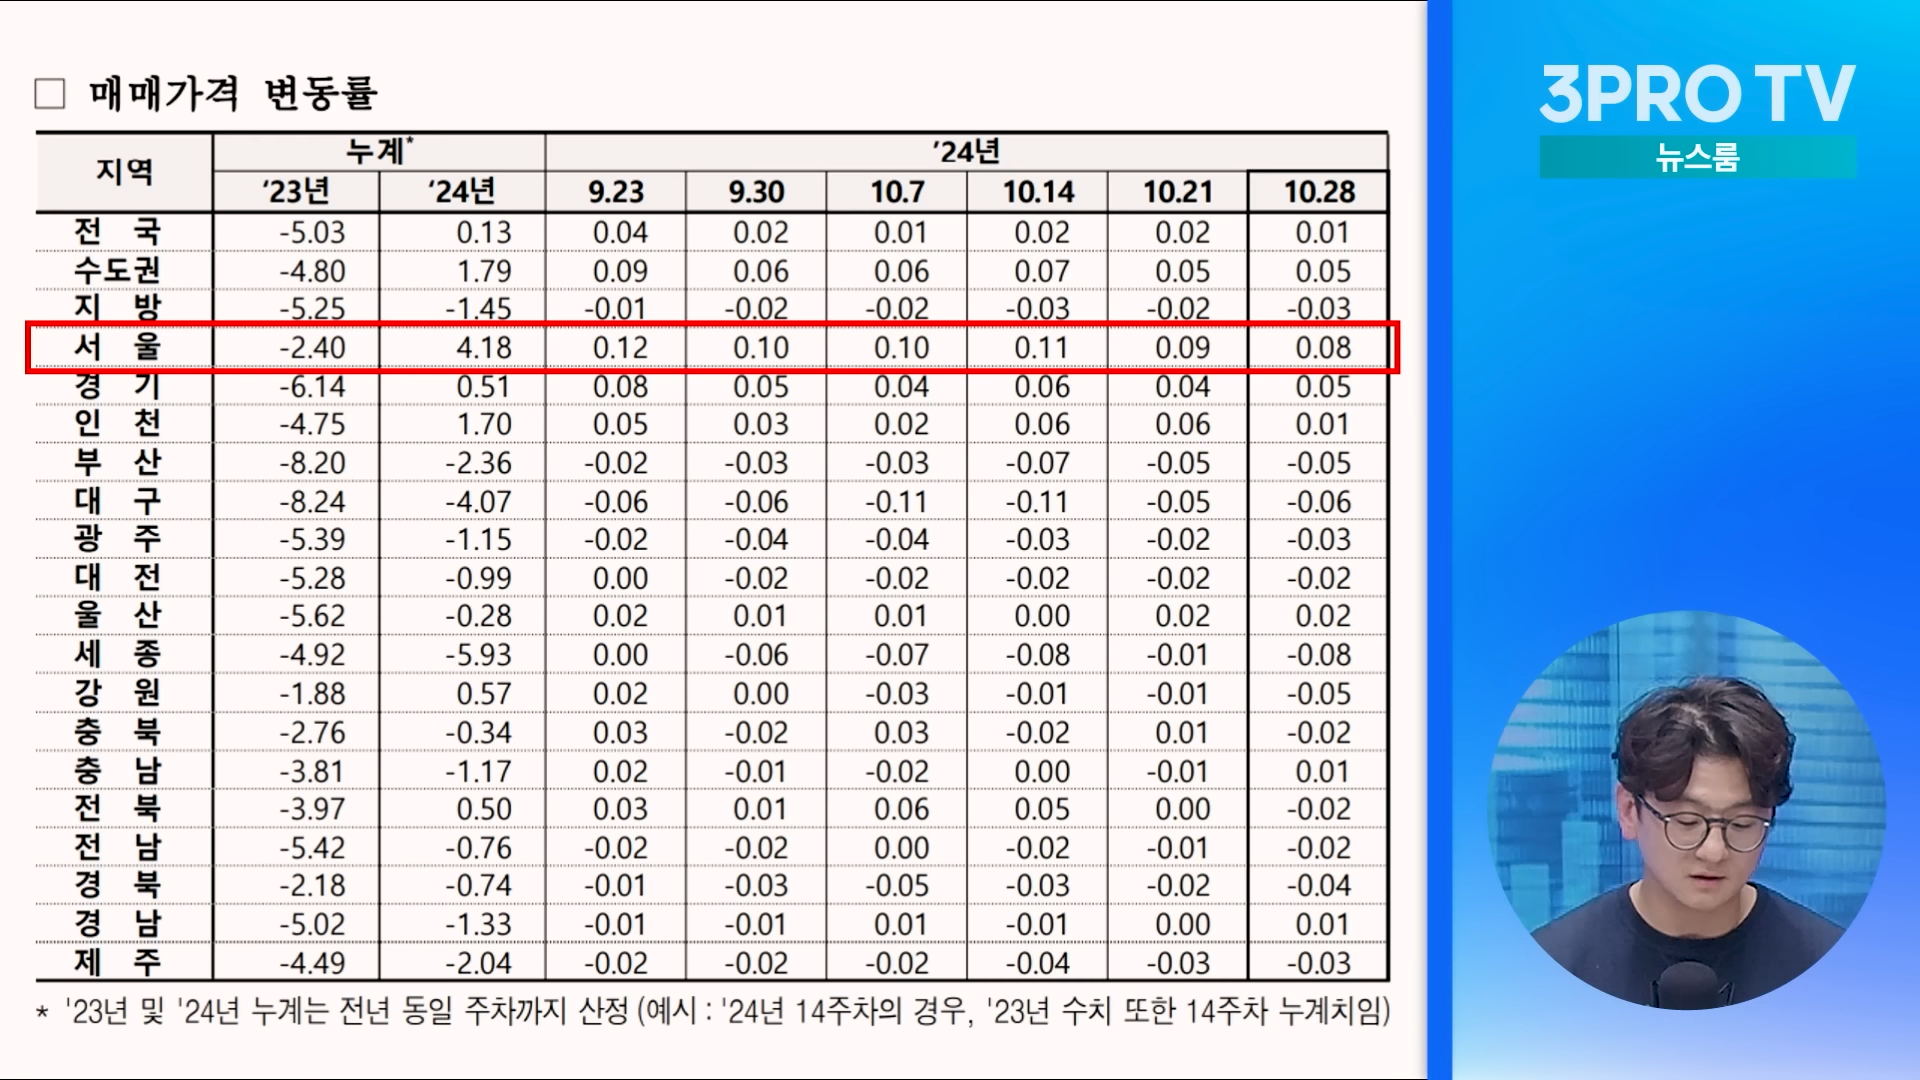 □ 매매가격 변동률
지역 누계* '24년
'23년 '24년 9.23 9.30 10.7 10.14 10.21 10.28
전 국 -5.03 0.13 0.04 0.02 0.01 0.02 0.02 0.01
수도권 -4.80 1.79 0.09 0.06 0.06 0.07 0.05 0.05
지 방 -5.25 -1.45 -0.01 -0.02 -0.02 -0.03 -0.02 -0.03
서 울 -2.40 4.18 0.12 0.10 0.10 0.11 0.09 0.08
경 기 -6.14 0.51 0.08 0.05 0.04 0.06 0.04 0.05
인 천 -4.75 1.70 0.05 0.03 0.02 0.06 0.06 0.01
부 산 -8.20 -2.36 -0.02 -0.03 -0.03 -0.07 -0.05 -0.05
대 구 -8.24 -4.07 -0.06 -0.06 -0.11 -0.11 -0.05 -0.06
광 주 -5.39 -1.15 -0.02 -0.04 -0.04 -0.03 -0.02 -0.03
대 전 -5.28 -0.99 0.00 -0.02 -0.02 -0.02 -0.02 -0.02
울 산 -5.62 -0.28 0.02 0.01 0.01 0.00 0.02 0.02
세 종 -4.92 -5.93 0.00 -0.06 -0.07 -0.08 -0.01 -0.08
강 원 -1.88 0.57 0.02 0.00 -0.03 -0.01 -0.01 -0.05
충 북 -2.76 -0.34 0.03 -0.02 0.03 -0.02 0.01 -0.02
충 남 -3.81 -1.17 0.02 -0.01 -0.02 0.00 -0.01 0.01
전 북 -3.97 0.50 0.03 0.01 0.06 0.05 0.00 -0.02
전 남 -5.42 -0.76 -0.02 -0.02 0.00 -0.02 -0.01 -0.02
경 북 -2.18 -0.74 -0.01 -0.03 -0.05 -0.03 -0.02 -0.04
경 남 -5.02 -1.33 -0.01 -0.01 0.01 -0.01 0.00 0.01
제 주 -4.49 -2.04 -0.02 -0.02 -0.02 -0.04 -0.03 -0.03
* '23년 및 '24년 누계는 전년 동일 주차까지 산정 (예시 : '24년 14주차의 경우, '23년 수치 또한 14주차 누계치임)
3PRO TV
뉴스룸